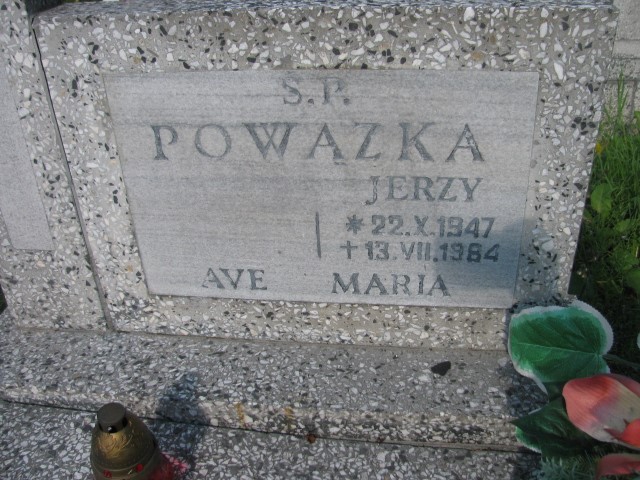 S.P.
POWAZKA
JERZY
* 22.X.1947
+ 13.VII.1984
AVE MARIA